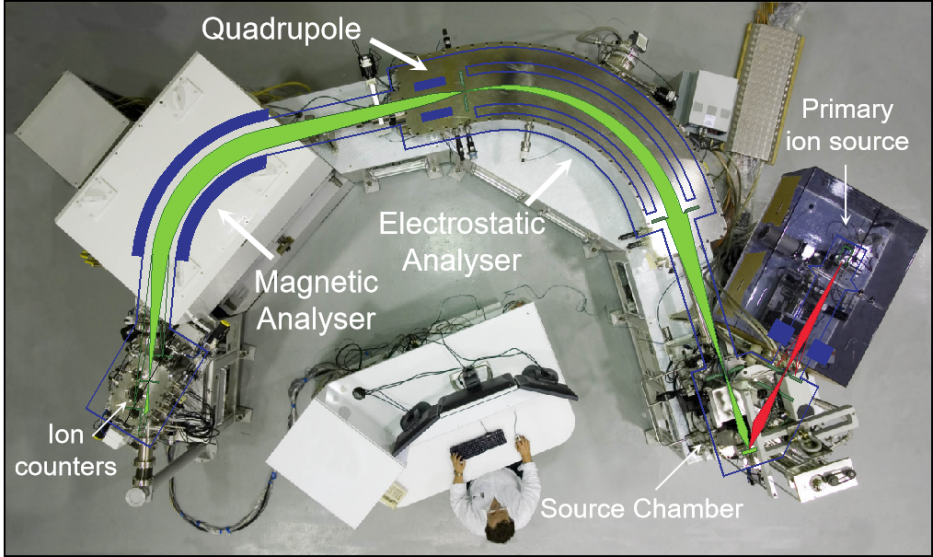 Quadrupole
Primary
ion source
Electrostatic
Analyser
Magnetic
Analyser
Ion
counters
Source Chamber